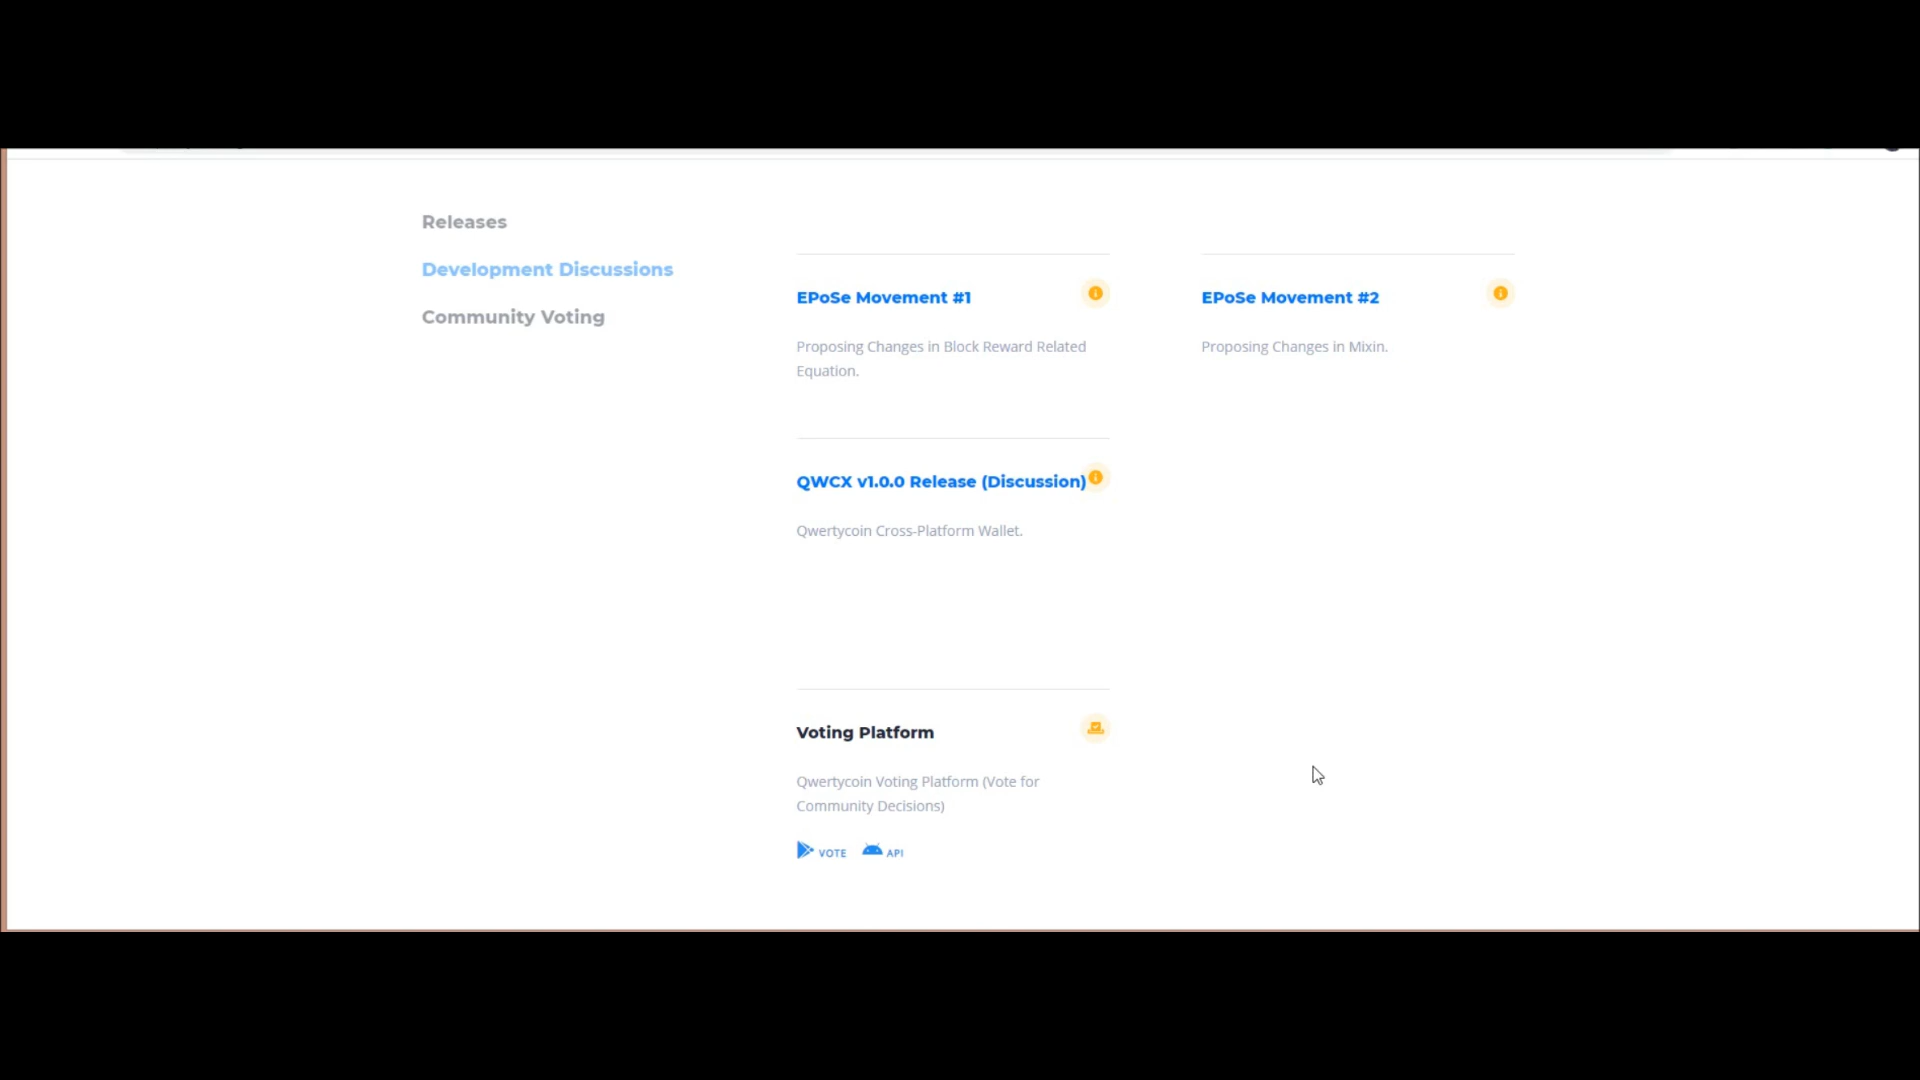 Releases
Development Discussions
Community Voting
EPoSe Movement #1
Proposing Changes in Block Reward Related
Equation.
EPoSe Movement #2
Proposing Changes in Mixin.
QWCX v1.0.0 Release (Discussion)
Qwertycoin Cross-Platform Wallet.
Voting Platform
Qwertycoin Voting Platform (Vote for
Community Decisions)
VOTE API